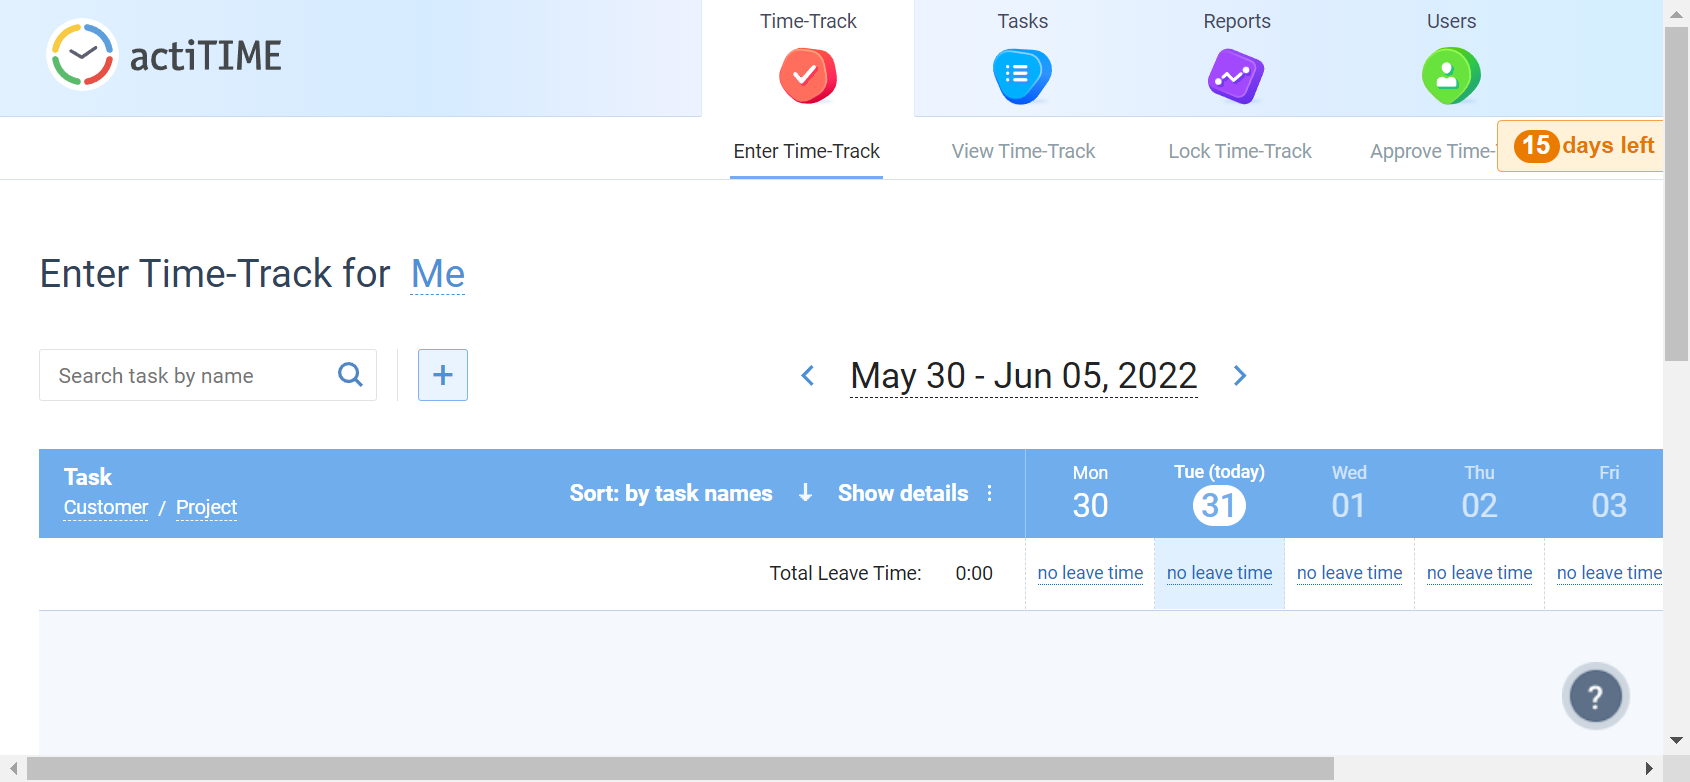 actiTIME
Time-Track
Tasks
Reports
Users
Enter Time-Track
View Time-Track
Lock Time-Track
Approve Time-
15 days left
Enter Time-Track for Me
Search task by name
+
May 30 - Jun 05, 2022
Task
Customer / Project
Sort: by task names
Show details
Mon
30
Tue (today)
31
Wed
01
Thu
02
Fri
03
Total Leave Time: 0:00
no leave time
no leave time
no leave time
no leave time
no leave time
?